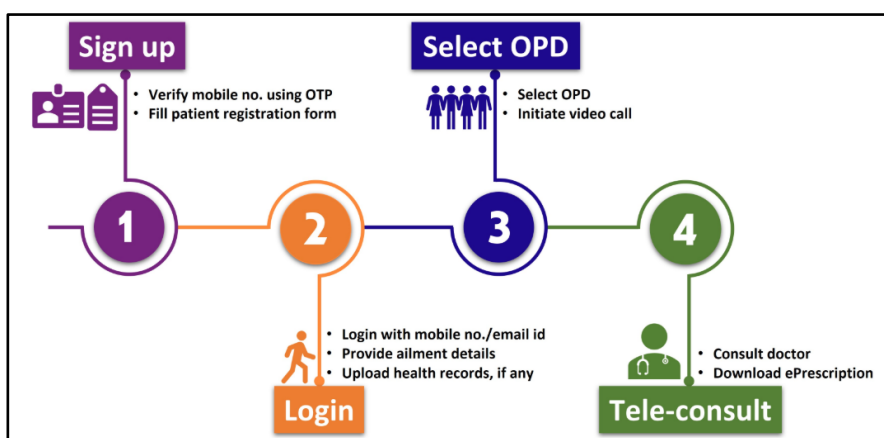 Sign up
• Verify mobile no. using OTP
• Fill patient registration form
1
2
• Login with mobile no./email id
• Provide ailment details
• Upload health records, if any
Login
Select OPD
• Select OPD
• Initiate video call
3
4
• Consult doctor
• Download ePrescription
Tele-consult